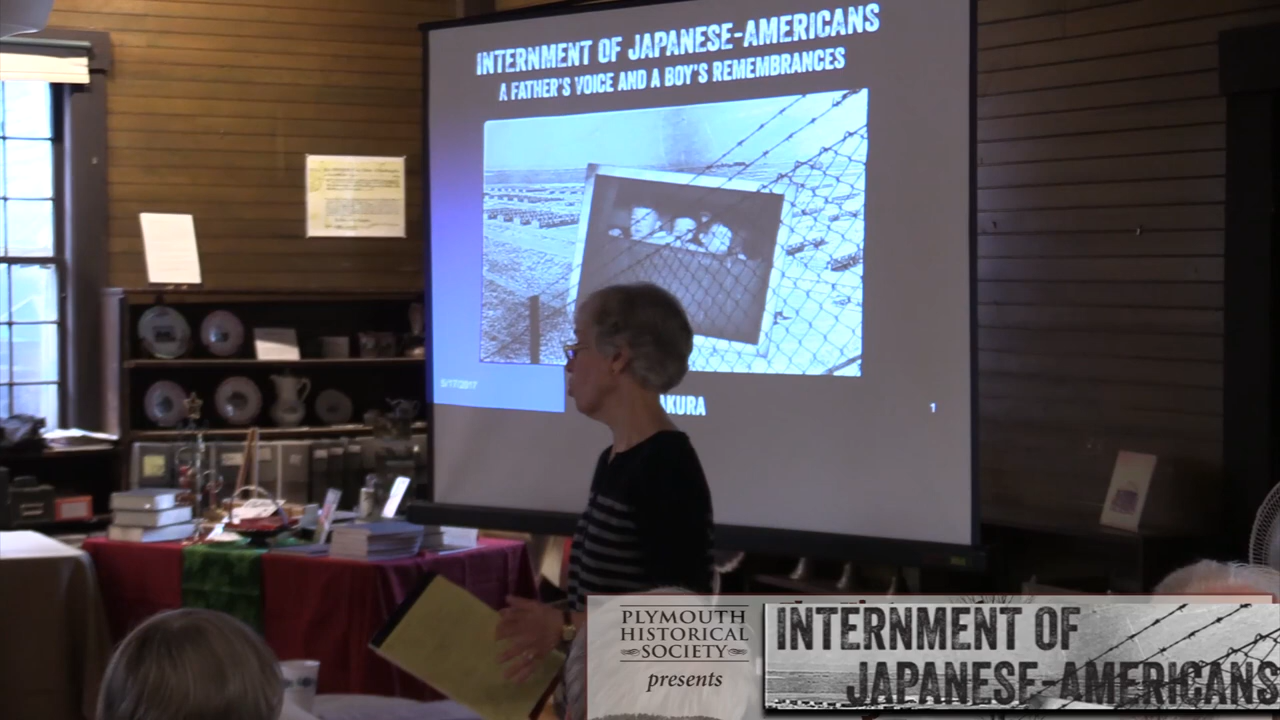 INTERNMENT OF JAPANESE-AMERICANS
A FATHER'S VOICE AND A BOY'S REMEMBRANCES
5/17/2017
AKURA
1
PLYMOUTH
HISTORICAL
SOCIETY
presents
INTERNMENT OF
JAPANESE-AMERICANS